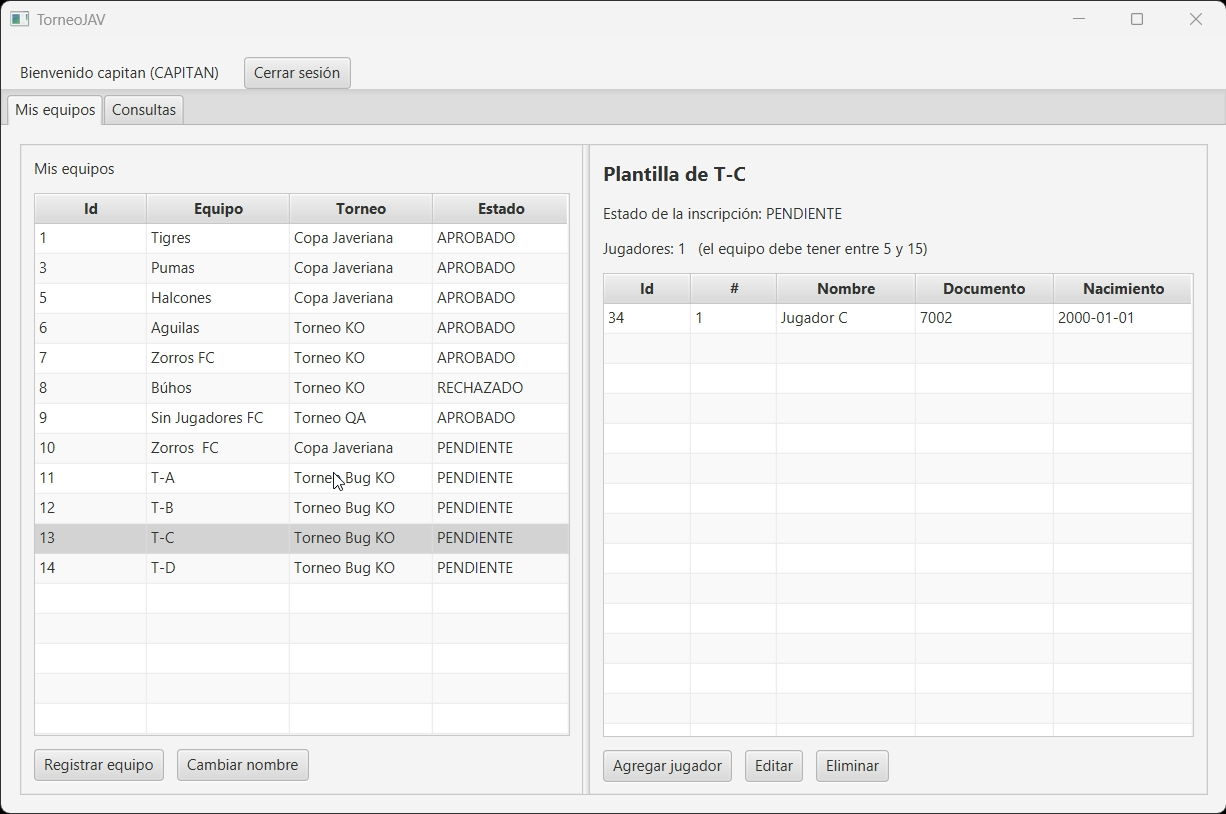 TorneoJAV
Bienvenido capitan (CAPITAN) Cerrar sesión
Mis equipos Consultas
Mis equipos
Id Equipo Torneo Estado
1 Tigres Copa Javeriana APROBADO
3 Pumas Copa Javeriana APROBADO
5 Halcones Copa Javeriana APROBADO
6 Aguilas Torneo KO APROBADO
7 Zorros FC Torneo KO APROBADO
8 Búhos Torneo KO RECHAZADO
9 Sin Jugadores FC Torneo QA APROBADO
10 Zorros  FC Copa Javeriana PENDIENTE
11 T-A Torneo Bug KO PENDIENTE
12 T-B Torneo Bug KO PENDIENTE
13 T-C Torneo Bug KO PENDIENTE
14 T-D Torneo Bug KO PENDIENTE
Registrar equipo Cambiar nombre
Plantilla de T-C
Estado de la inscripción: PENDIENTE
Jugadores: 1 (el equipo debe tener entre 5 y 15)
Id # Nombre Documento Nacimiento
34 1 Jugador C 7002 2000-01-01
Agregar jugador Editar Eliminar